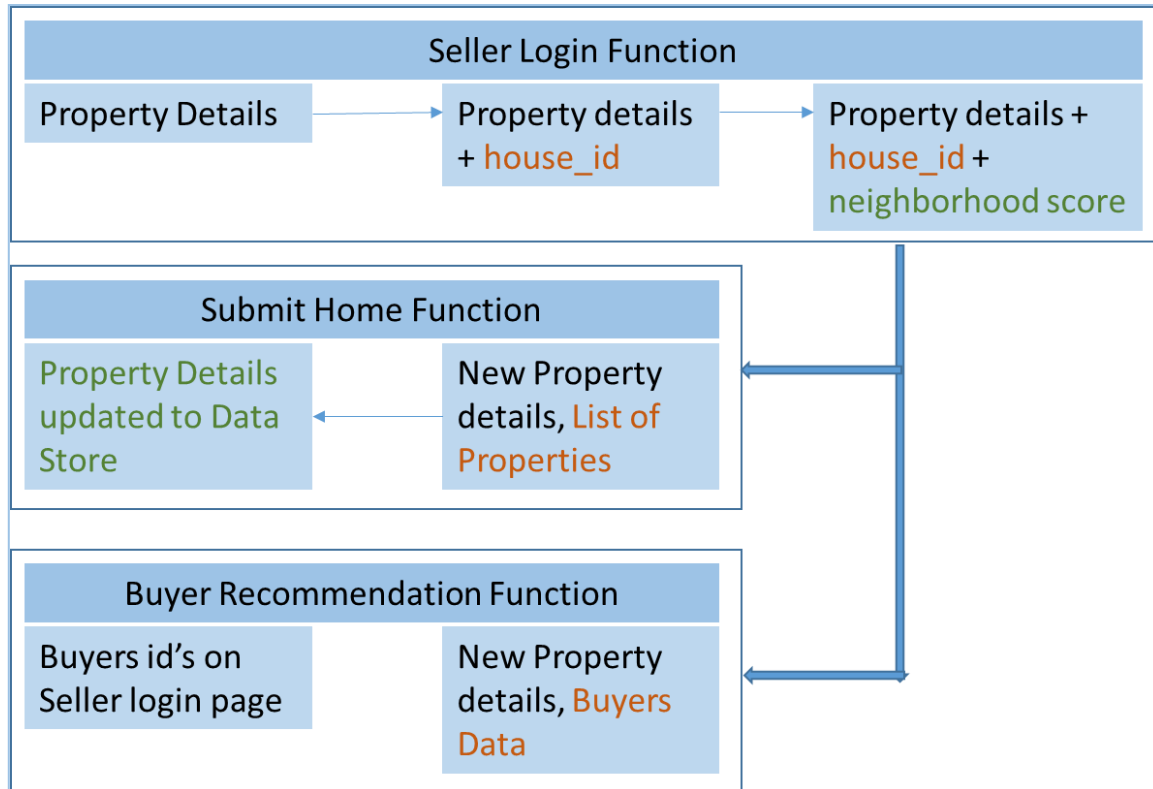 Seller Login Function
Property Details
Property details
+ house_id
Property details +
house_id +
neighborhood score
Submit Home Function
Property Details
updated to Data
Store
New Property
details, List of
Properties
Buyer Recommendation Function
Buyers id’s on
Seller login page
New Property
details, Buyers
Data